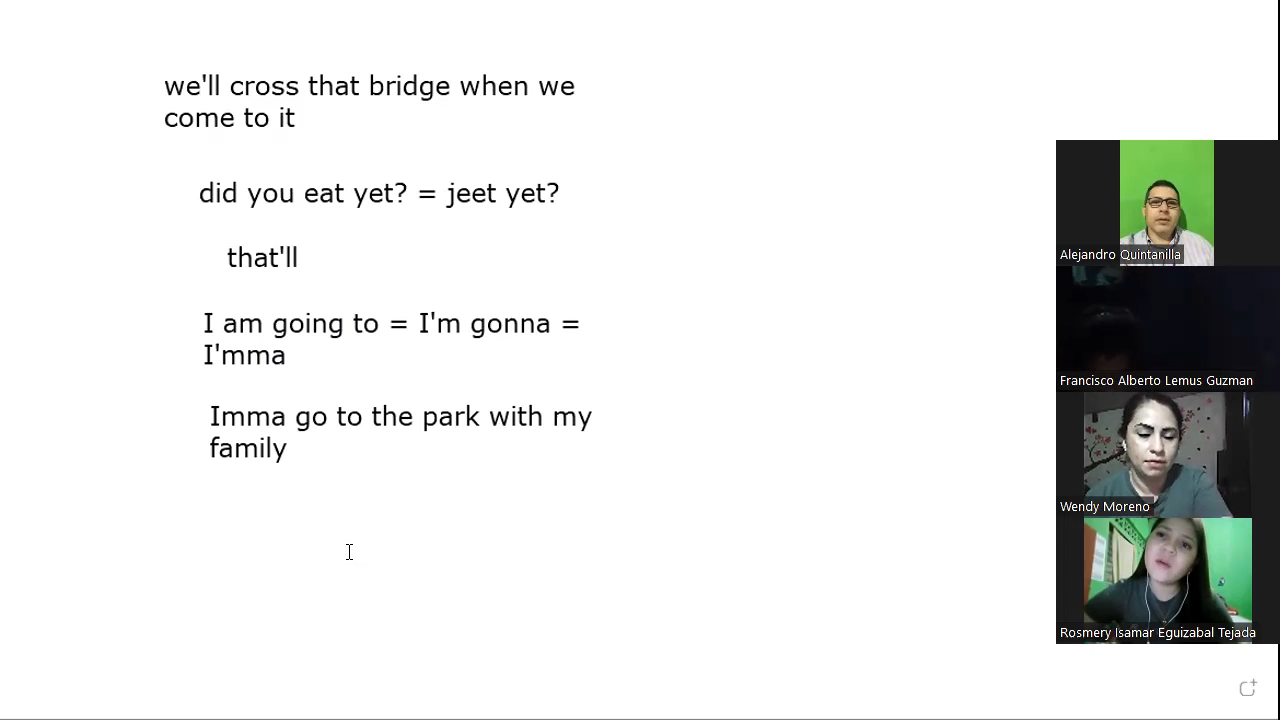 we'll cross that bridge when we
come to it
did you eat yet? = jeet yet?
that'll
I am going to = I'm gonna =
I'mma
Imma go to the park with my
family
Alejandro Quintanilla
Francisco Alberto Lemus Guzman
Wendy Moreno
Rosmery Isamar Eguizabal Tejada